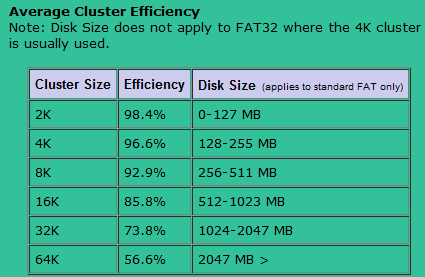 Average Cluster Efficiency
Note: Disk Size does not apply to FAT32 where the 4K cluster
is usually used.
Cluster Size Efficiency Disk Size (applies to standard FAT only)
2K 98.4% 0-127 MB
4K 96.6% 128-255 MB
8K 92.9% 256-511 MB
16K 85.8% 512-1023 MB
32K 73.8% 1024-2047 MB
64K 56.6% 2047 MB >